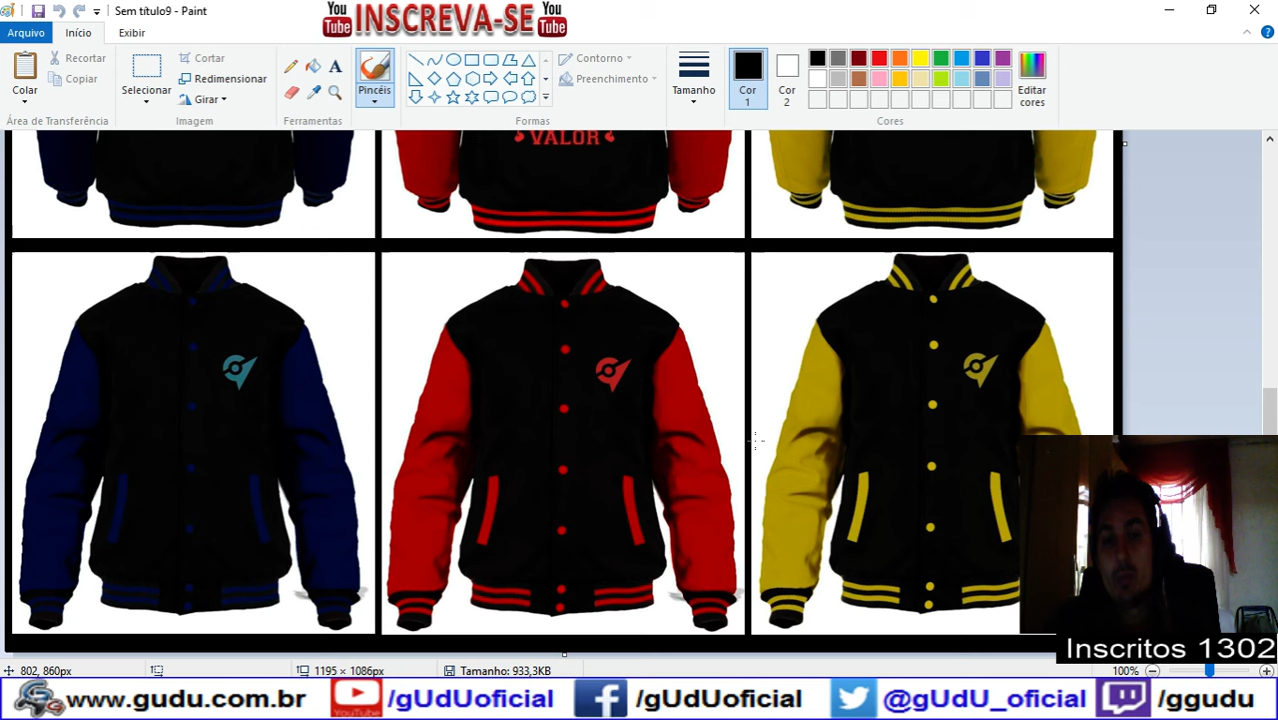 Sem título9 - Paint
You Tube INSCREVA-SE You Tube
Arquivo Início Exibir
Colar
Recortar
Copiar
Área de Transferência
Selecionar
Cortar
Redimensionar
Girar
Imagem
A
Ferramentas
Pincéis
Contorno
Preenchimento
Formas
Tamanho
Cor 1
Cor 2
Editar cores
Cores
VALOR
Inscritos 1302
802, 860px
1195 × 1086px
Tamanho: 933,3KB
100%
www.gudu.com.br
YouTube /gUdUoficial
/gUdUoficial
@gUdU_oficial
/ggudu